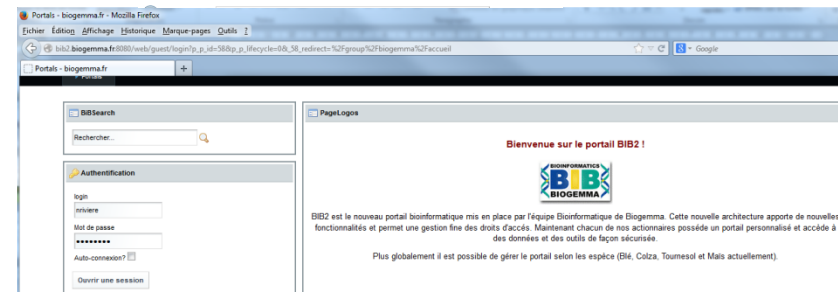 Portals - biogemma.fr - Mozilla Firefox
Fichier Édition Affichage Historique Marque-pages Outils ?
bib2.biogemma.fr:8080/web/guest/login?p_p_id=58&p_p_lifecycle=0&_58_redirect=%2Fgroup%2Fbiogemma%2Faccueil
Google
Portals - biogemma.fr
+
Portals
BiBSearch
Rechercher...
Authentification
login
nriviere
Mot de passe
••••••••
Auto-connexion?
Ouvrir une session
PageLogos
Bienvenue sur le portail BIB2 !
BIOINFORMATICS
BIB
BIOGEMMA
BIB2 est le nouveau portail bioinformatique mis en place par l'équipe Bioinformatique de Biogemma. Cette nouvelle architecture apporte de nouvelles
fonctionnalités et permet une gestion fine des droits d'accés. Maintenant chacun de nos actionnaires posséde un portail personnalisé et accède à
des données et des outils de façon sécurisée.
Plus globalement il est possible de gérer le portail selon les espéce (Blé, Colza, Tournesol et Maïs actuellement).